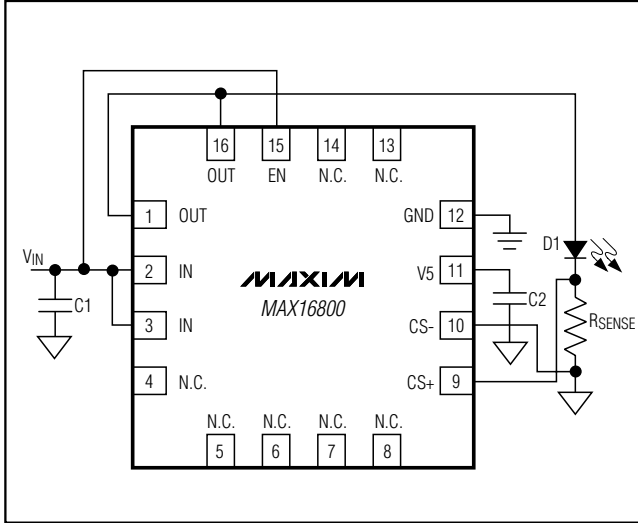 16 15 14 13
OUT EN N.C. N.C.
1 OUT GND 12
D1
VIN 2 IN V5 11
MAXIM
MAX16800
C1 C2
3 IN CS- 10 RSENSE
4 N.C. CS+ 9
N.C. N.C. N.C. N.C.
5 6 7 8